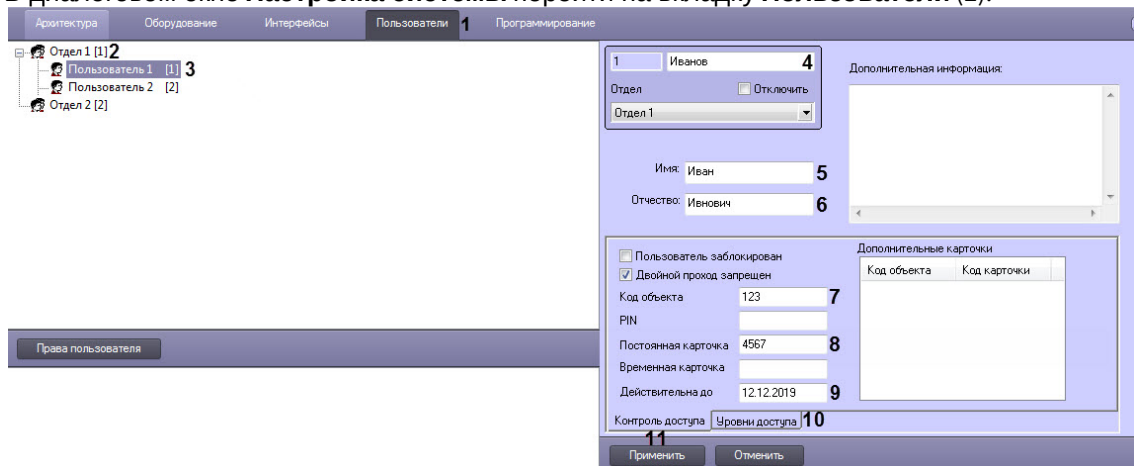 В диалоговом окне Настройка системы перейти на вкладку Пользователи (1).
Архитектура Оборудование Интерфейсы Пользователи 1 Программирование
Отдел 1 [1] 2
Пользователь 1 [1] 3
Пользователь 2 [2]
Отдел 2 [2]
Права пользователя
1 Иванов 4
Отдел Отключить
Отдел 1
Имя: Иван 5
Отчество: Ивнович 6
Дополнительная информация:
Пользователь заблокирован
Двойной проход запрещен
Код объекта 123 7
PIN
Постоянная карточка 4567 8
Временная карточка
Действительна до 12.12.2019 9
Дополнительные карточки
Код объекта Код карточки
Контроль доступа Уровни доступа 10
11
Применить Отменить